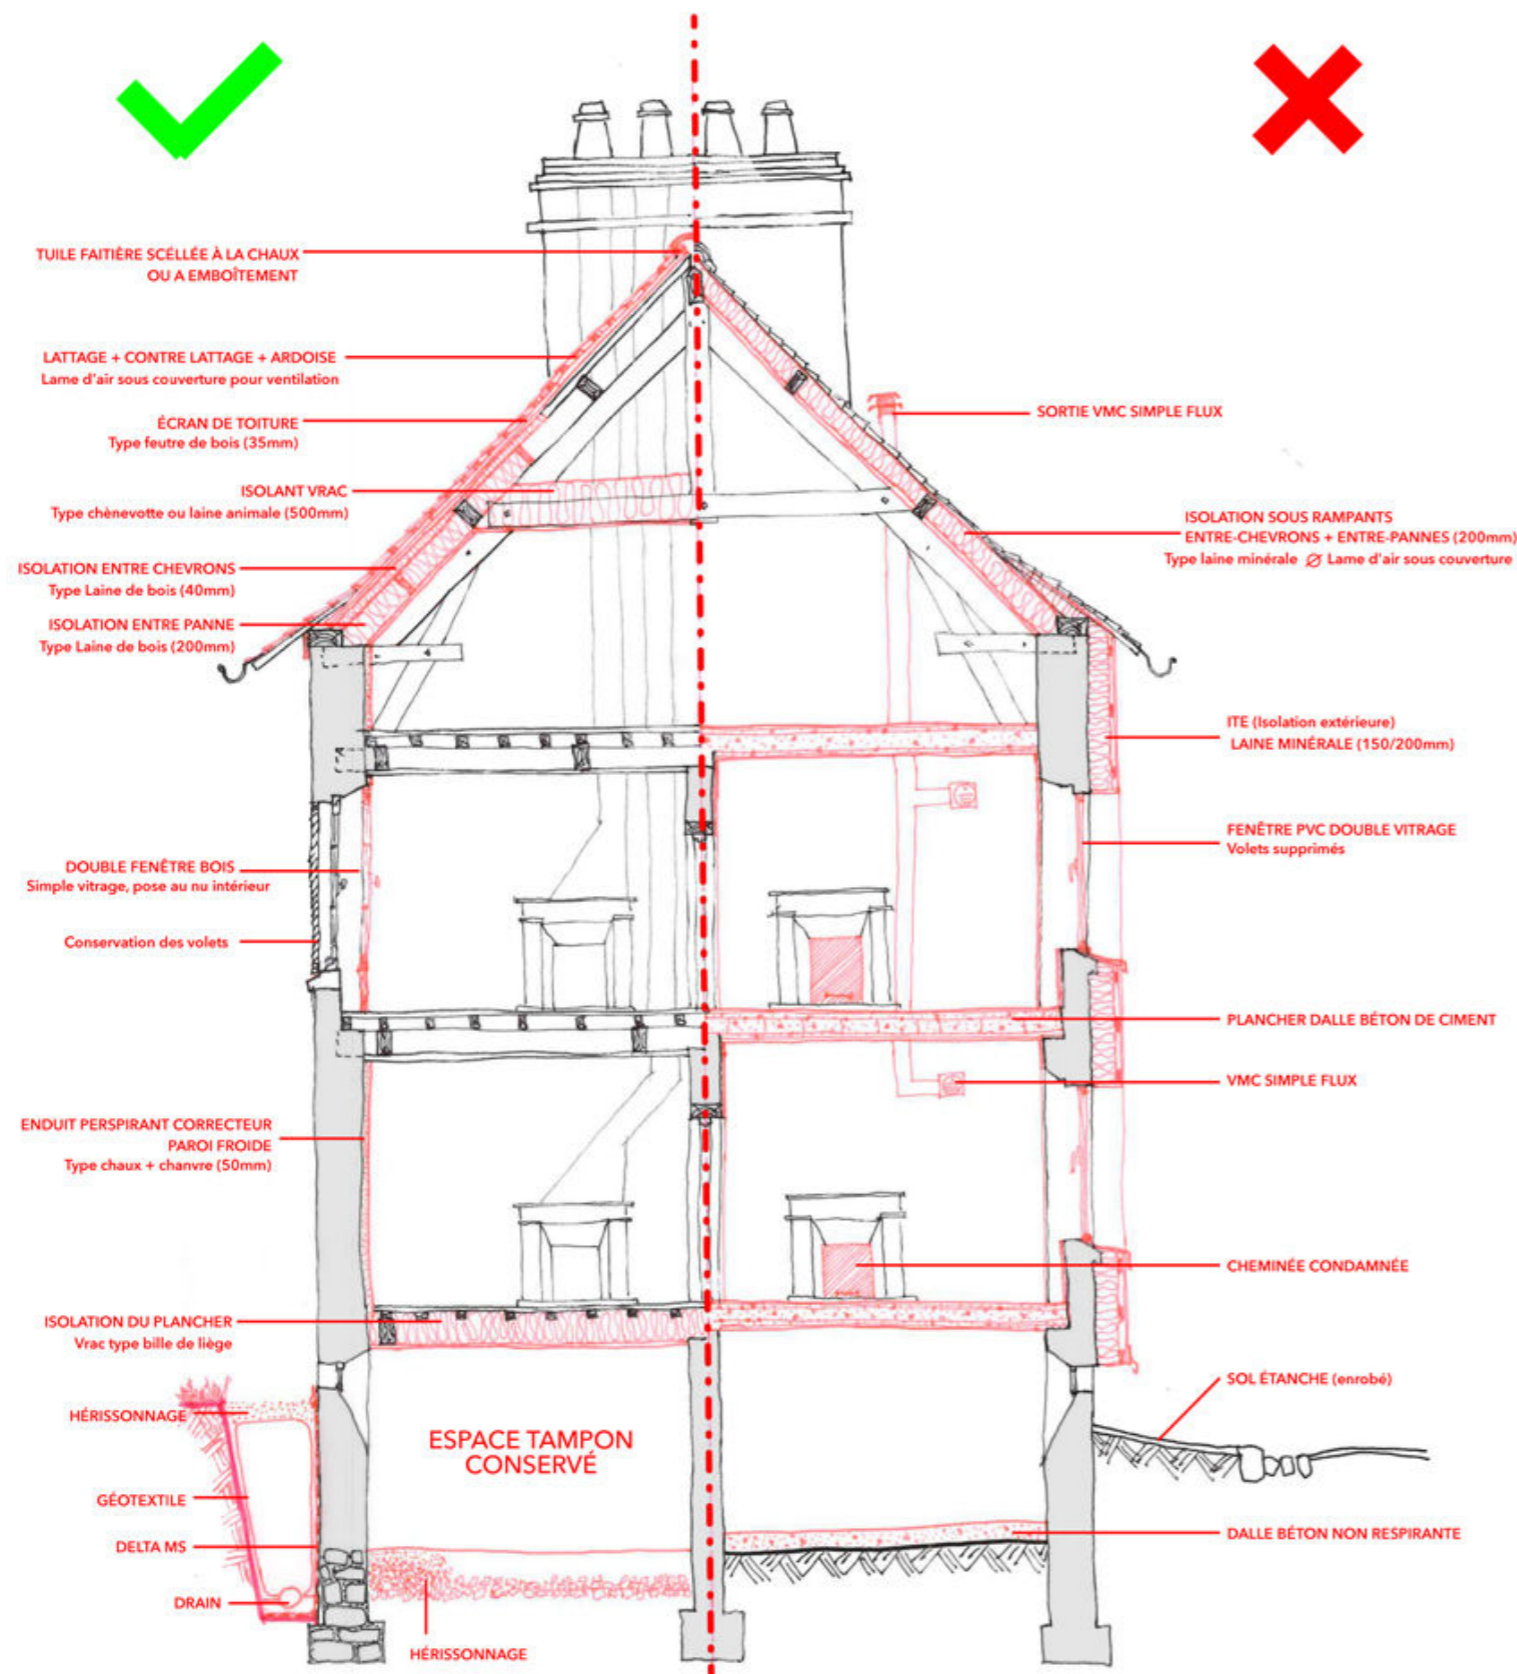 TUILE FAITIÈRE SCÉLLÉE À LA CHAUX
OU A EMBOÎTEMENT
LATTAGE + CONTRE LATTAGE + ARDOISE
Lame d'air sous couverture pour ventilation
ÉCRAN DE TOITURE
Type feutre de bois (35mm)
ISOLANT VRAC
Type chènevotte ou laine animale (500mm)
ISOLATION ENTRE CHEVRONS
Type Laine de bois (40mm)
ISOLATION ENTRE PANNE
Type Laine de bois (200mm)
DOUBLE FENÊTRE BOIS
Simple vitrage, pose au nu intérieur
Conservation des volets
ENDUIT PERSPIRANT CORRECTEUR
PAROI FROIDE
Type chaux + chanvre (50mm)
ISOLATION DU PLANCHER
Vrac type bille de liège
HÉRISSONNAGE
GÉOTEXTILE
DELTA MS
DRAIN
ESPACE TAMPON
CONSERVÉ
HÉRISSONNAGE
SORTIE VMC SIMPLE FLUX
ISOLATION SOUS RAMPANTS
ENTRE-CHEVRONS + ENTRE-PANNES (200mm)
Type laine minérale Ø Lame d'air sous couverture
ITE (Isolation extérieure)
LAINE MINÉRALE (150/200mm)
FENÊTRE PVC DOUBLE VITRAGE
Volets supprimés
PLANCHER DALLE BÉTON DE CIMENT
VMC SIMPLE FLUX
CHEMINÉE CONDAMNÉE
SOL ÉTANCHE (enrobé)
DALLE BÉTON NON RESPIRANTE